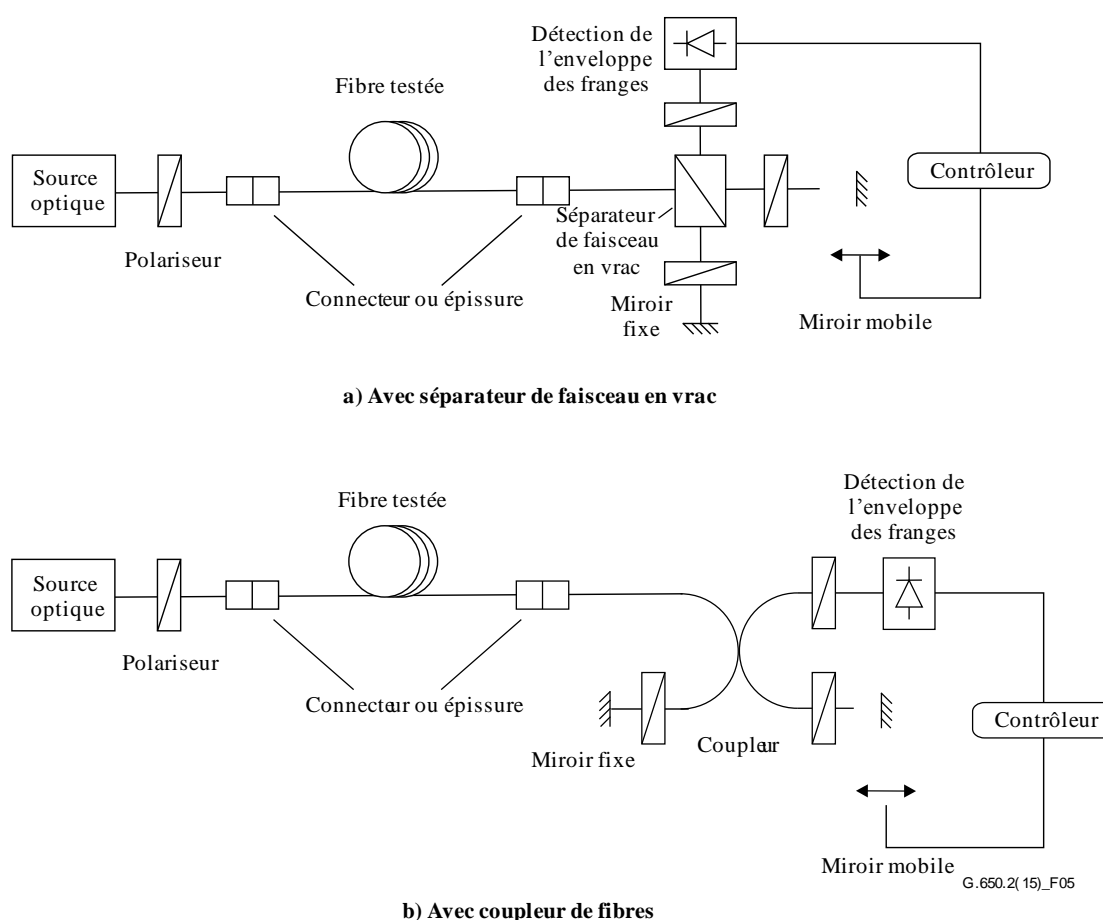 Détection de
l'enveloppe
des franges
Fibre testée
Source
optique
Contrôleur
Polariseur
Séparateur
de faisceau
en vrac
Connecteur ou épissure
Miroir
fixe
Miroir mobile
a) Avec séparateur de faisceau en vrac
Détection de
l'enveloppe
des franges
Fibre testée
Source
optique
Polariseur
Connecteur ou épissure
Contrôleur
Coupleur
Miroir fixe
Miroir mobile
G.650.2(15)_F05
b) Avec coupleur de fibres